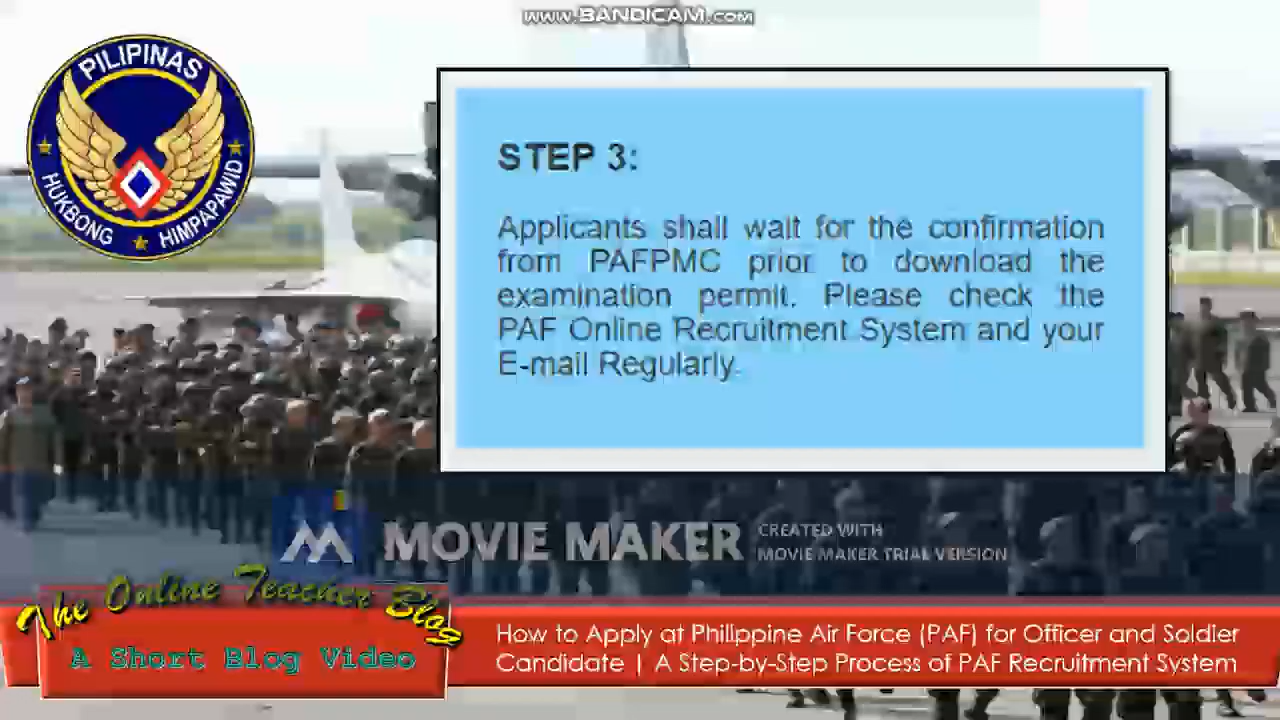 www.BANDICAM.com
PILIPINAS
HUKBONG HIMPAPAWID
STEP 3:
Applicants shall wait for the confirmation
from PAFPMC prior to download the
examination permit. Please check the
PAF Online Recruitment System and your
E-mail Regularly.
MOVIE MAKER
CREATED WITH
MOVIE MAKER TRIAL VERSION
The Online Teacher Blog
A Short Blog Video
How to Apply at Philippine Air Force (PAF) for Officer and Soldier
Candidate | A Step-by-Step Process of PAF Recruitment System